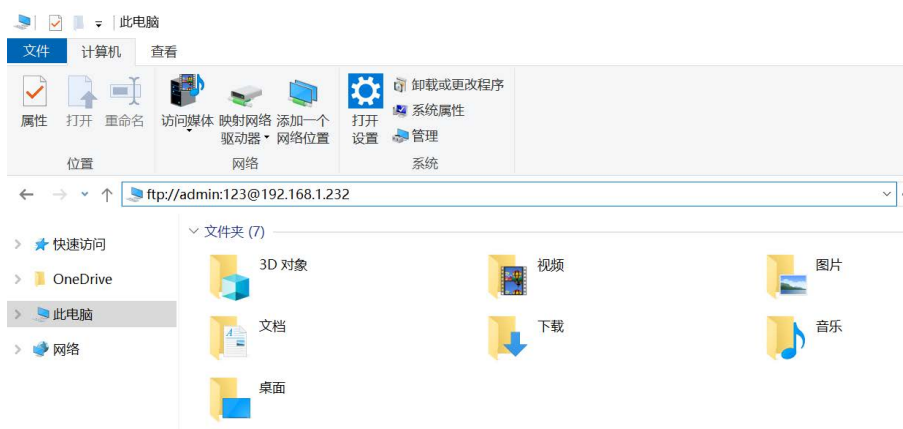 此电脑
文件 计算机 查看
属性 打开 重命名 访问媒体 映射网络 添加一个 打开 卸载或更改程序
驱动器 网络位置 设置 系统属性
管理
位置 网络 系统
ftp://admin:123@192.168.1.232
文件夹 (7)
快速访问
OneDrive
此电脑
网络
3D 对象 视频 图片
文档 下载 音乐
桌面